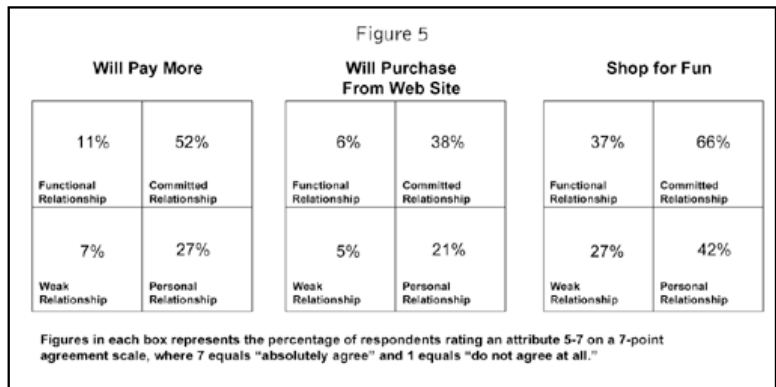 Figure 5
Will Pay More
Will Purchase
From Web Site
Shop for Fun
11%
52%
Functional
Relationship
Committed
Relationship
7%
27%
Weak
Relationship
Personal
Relationship
6%
38%
Functional
Relationship
Committed
Relationship
5%
21%
Weak
Relationship
Personal
Relationship
37%
66%
Functional
Relationship
Committed
Relationship
27%
42%
Weak
Relationship
Personal
Relationship
Figures in each box represents the percentage of respondents rating an attribute 5-7 on a 7-point
agreement scale, where 7 equals “absolutely agree” and 1 equals “do not agree at all.”